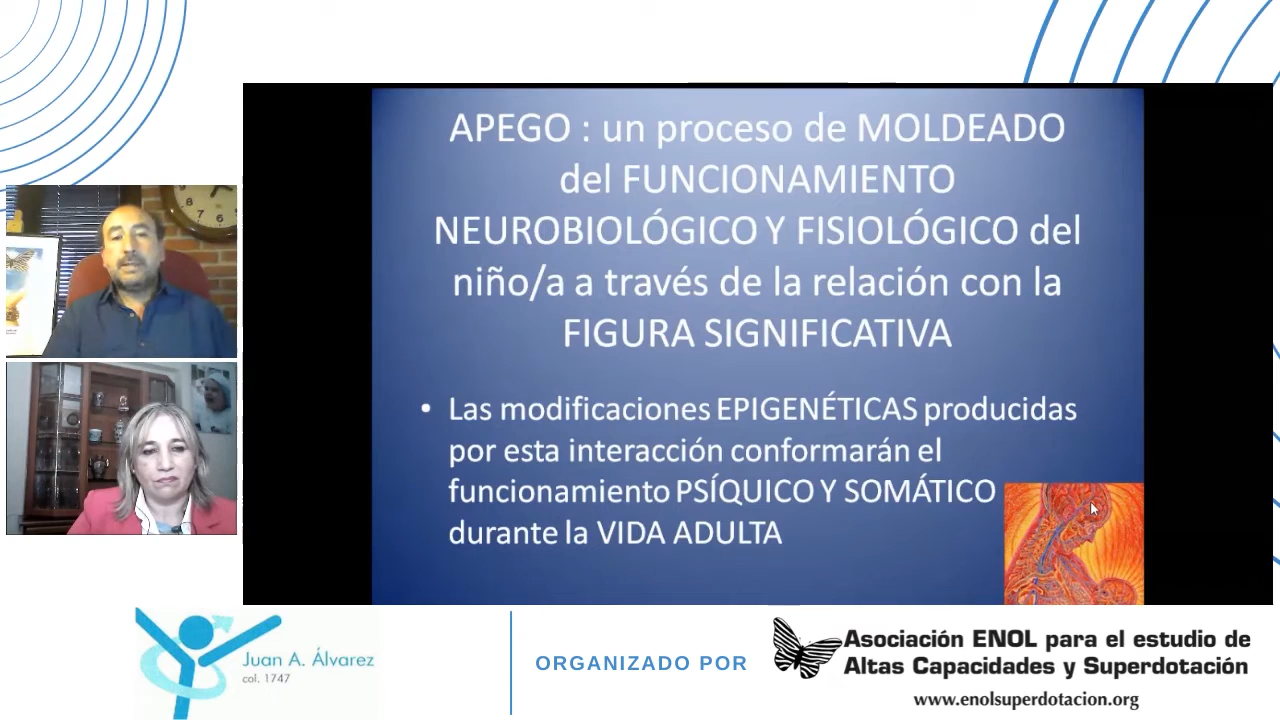 APEGO : un proceso de MOLDEADO
del FUNCIONAMIENTO
NEUROBIOLÓGICO Y FISIOLÓGICO del
niño/a a través de la relación con la
FIGURA SIGNIFICATIVA
• Las modificaciones EPIGENÉTICAS producidas
por esta interacción conformarán el
funcionamiento PSÍQUICO Y SOMÁTICO
durante la VIDA ADULTA
Juan A. Álvarez
col. 1747
ORGANIZADO POR
Asociación ENOL para el estudio de
Altas Capacidades y Superdotación
www.enolsuperdotacion.org